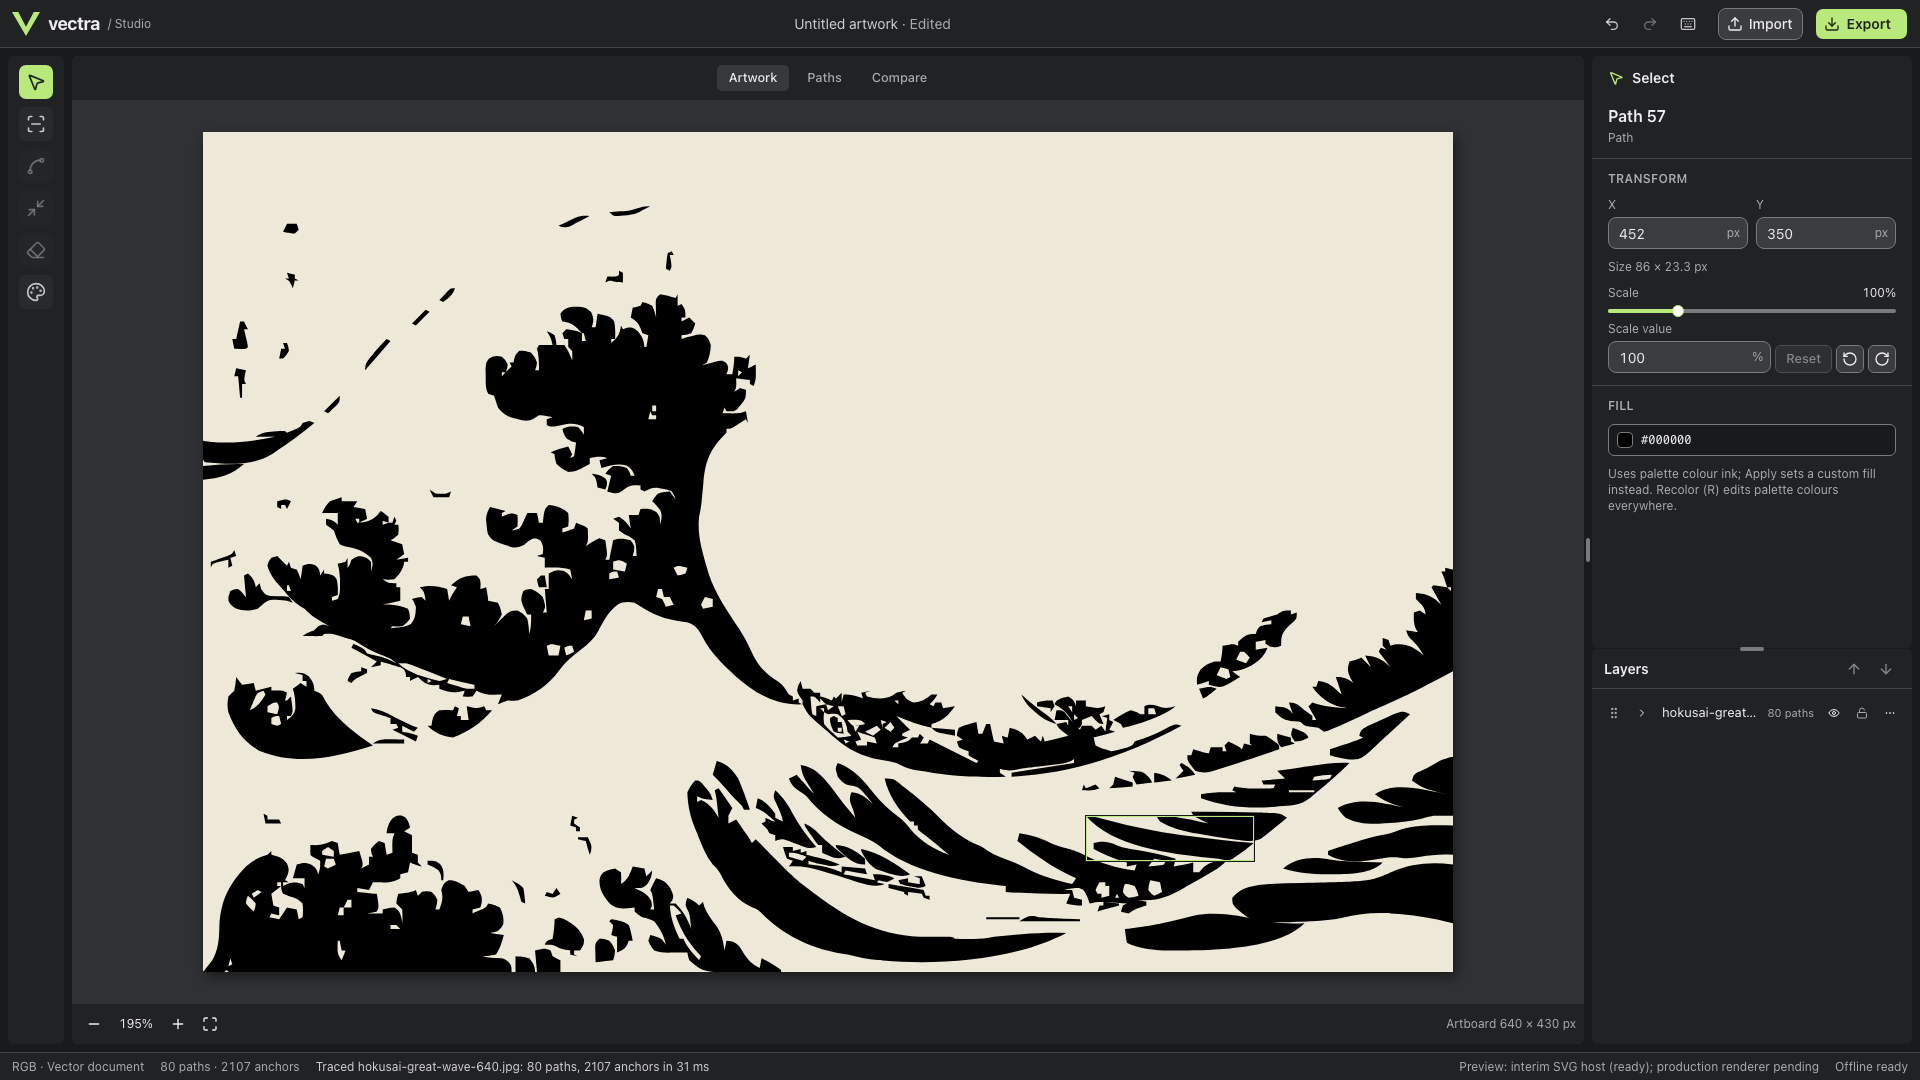 vectra / Studio
Untitled artwork · Edited
Import
Export
Artwork
Paths
Compare
Select
Path 57
Path
TRANSFORM
X
Y
452 px
350 px
Size 86 × 23.3 px
Scale
100%
Scale value
100 %
Reset
FILL
#000000
Uses palette colour ink; Apply sets a custom fill
instead. Recolor (R) edits palette colours
everywhere.
Layers
hokusai-great...
80 paths
195%
Artboard 640 × 430 px
RGB · Vector document
80 paths · 2107 anchors
Traced hokusai-great-wave-640.jpg: 80 paths, 2107 anchors in 31 ms
Preview: interim SVG host (ready); production renderer pending
Offline ready